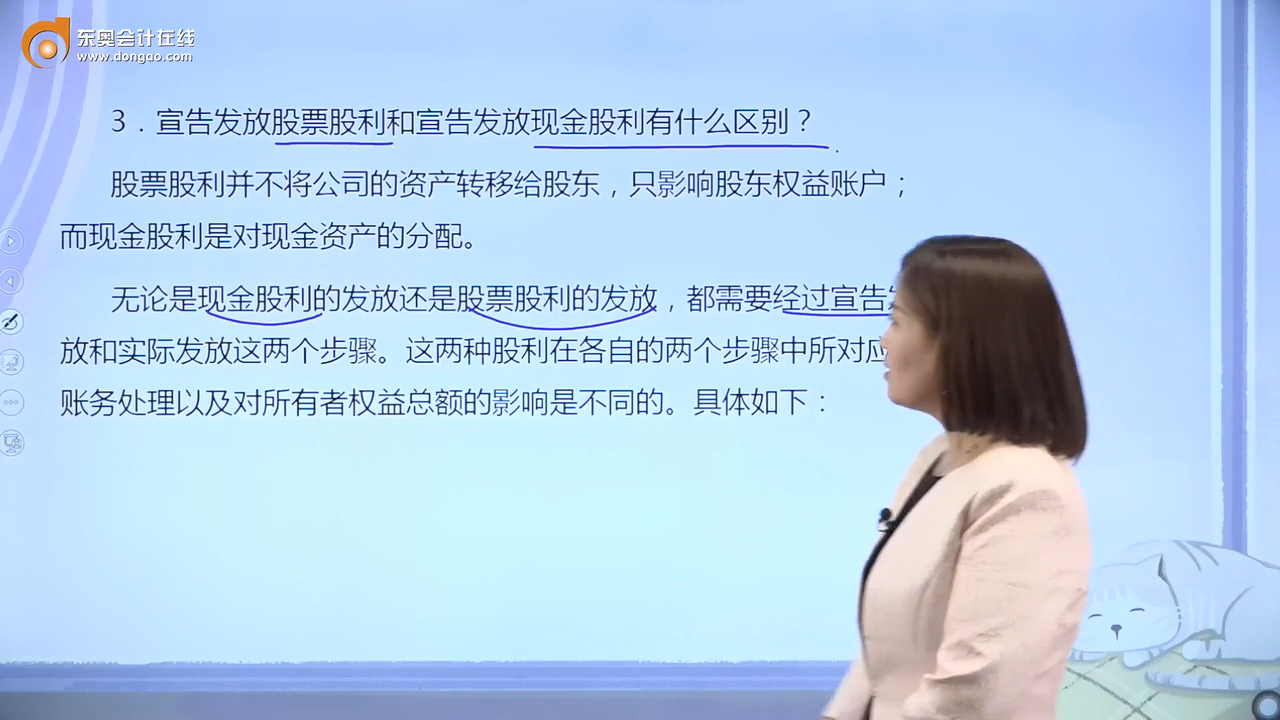 东奥会计在线
www.dongao.com
3．宣告发放股票股利和宣告发放现金股利有什么区别？
股票股利并不将公司的资产转移给股东，只影响股东权益账户；
而现金股利是对现金资产的分配。
无论是现金股利的发放还是股票股利的发放，都需要经过宣告
放和实际发放这两个步骤。这两种股利在各自的两个步骤中所对应
账务处理以及对所有者权益总额的影响是不同的。具体如下：